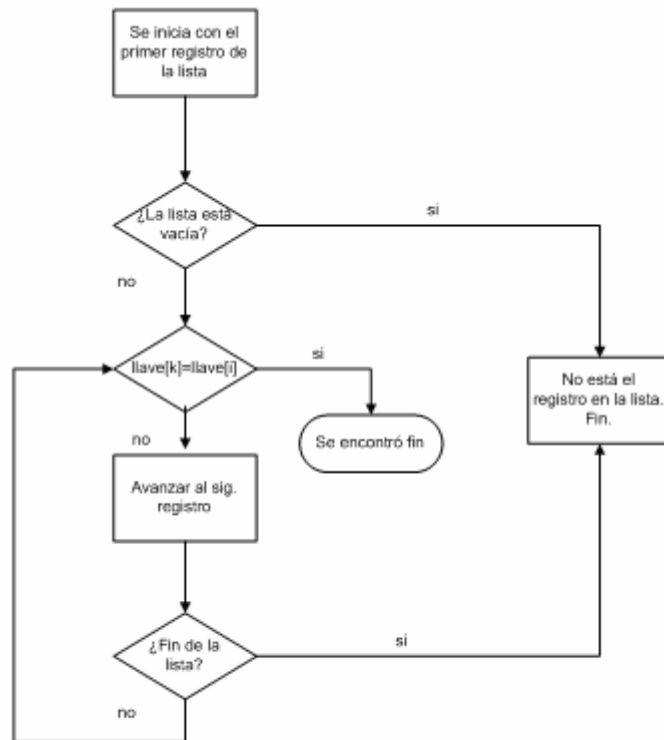 Se inicia con el
primer registro de
la lista
¿La lista está
vacía?
si
no
llave[k]=llave[i]
si
No está el
registro en la lista.
Fin.
no
Se encontró fin
Avanzar al sig.
registro
¿Fin de la
lista?
si
no